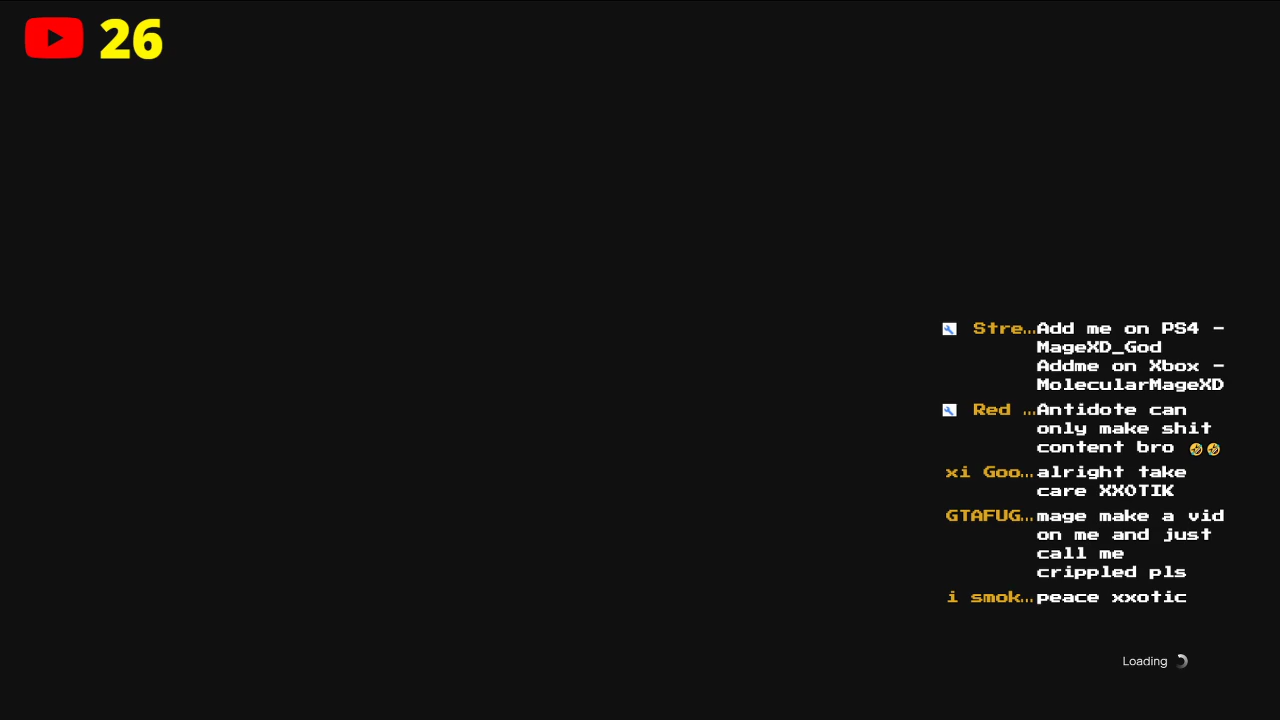 26
Stre...Add me on PS4 -
MageXD_God
Addme on Xbox -
MolecularMageXD
Red ...Antidote can
only make shit
content bro 🤣🤣
xi Goo...alright take
care XXOTIK
GTAFUG...mage make a vid
on me and just
call me
crippled pls
i smok...peace xxotic
Loading